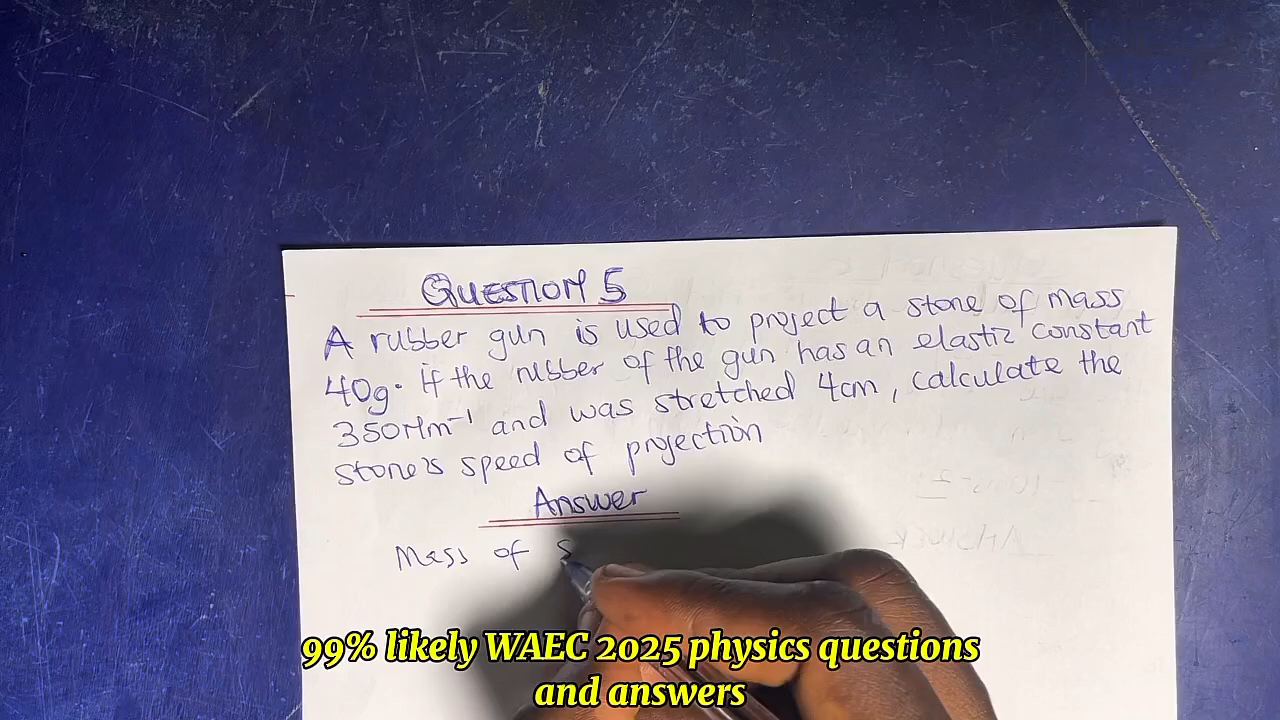 QUESTION 5
A rubber gun is used to project a stone of mass
40g. If the rubber of the gun has an elastic constant
350Nm⁻¹ and was stretched 4cm, calculate the
stone's speed of projection
Answer
Mass of s
99% likely WAEC 2025 physics questions
and answers